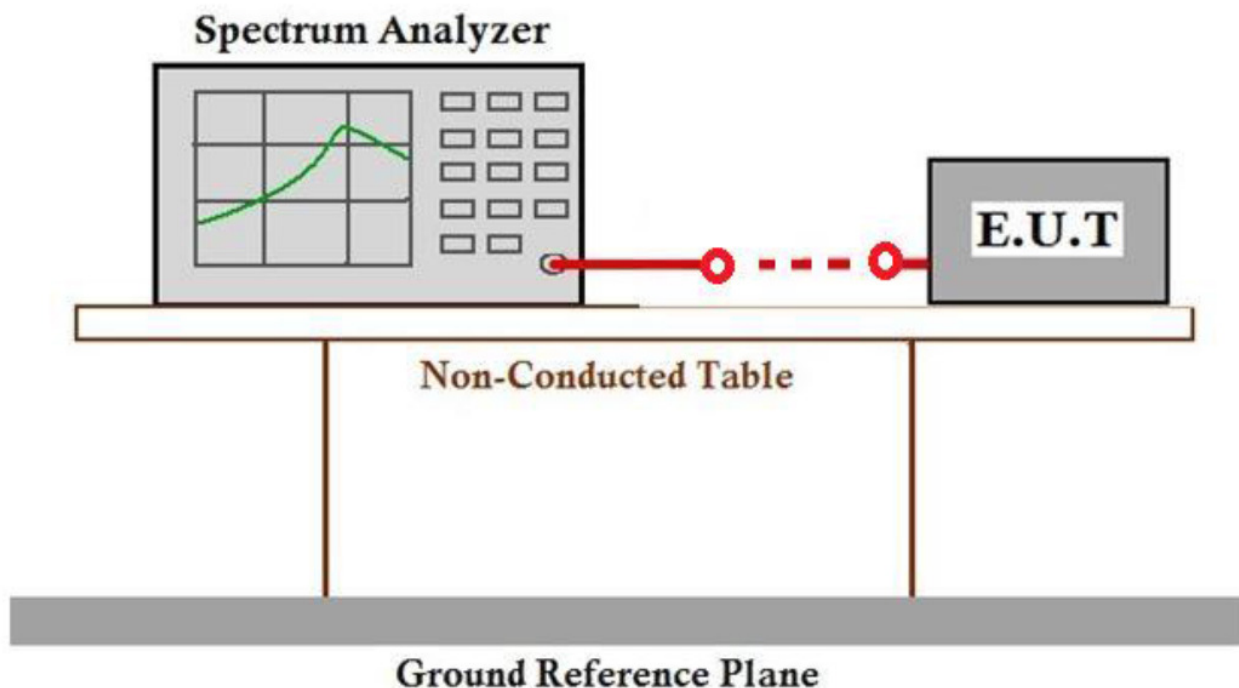 Spectrum Analyzer
E.U.T
Non-Conducted Table
Ground Reference Plane